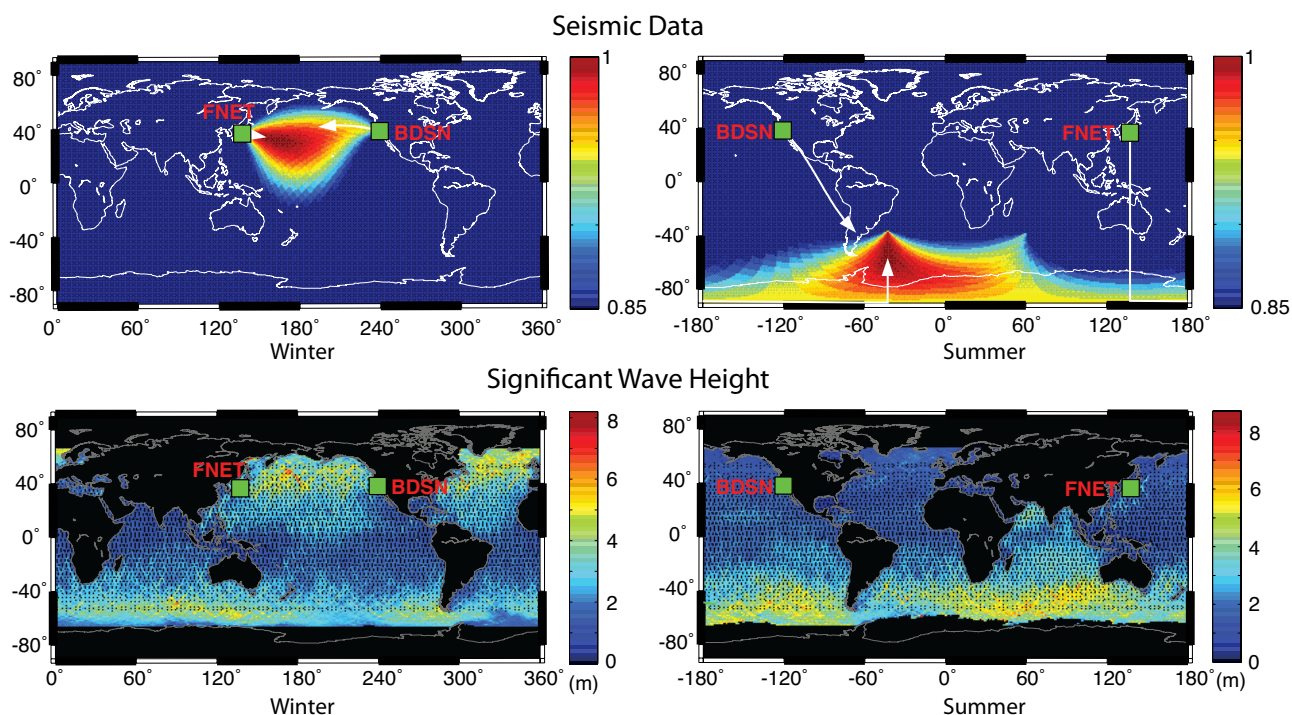 Seismic Data
80° 1 80° 1
FNET
40° BDSN 40° BDSN FNET
0° 0°
-40° -40°
-80° 0.85 -80° 0.85
0° 60° 120° 180° 240° 300° 360° -180° -120° -60° 0° 60° 120° 180°
Winter Summer
Significant Wave Height
80° 8 80° 8
FNET 6 6
40° BDSN 40° BDSN FNET
0° 4 0° 4
-40° 2 -40° 2
-80° 0 -80° 0
0° 60° 120° 180° 240° 300° 360° (m) -180° -120° -60° 0° 60° 120° 180° (m)
Winter Summer